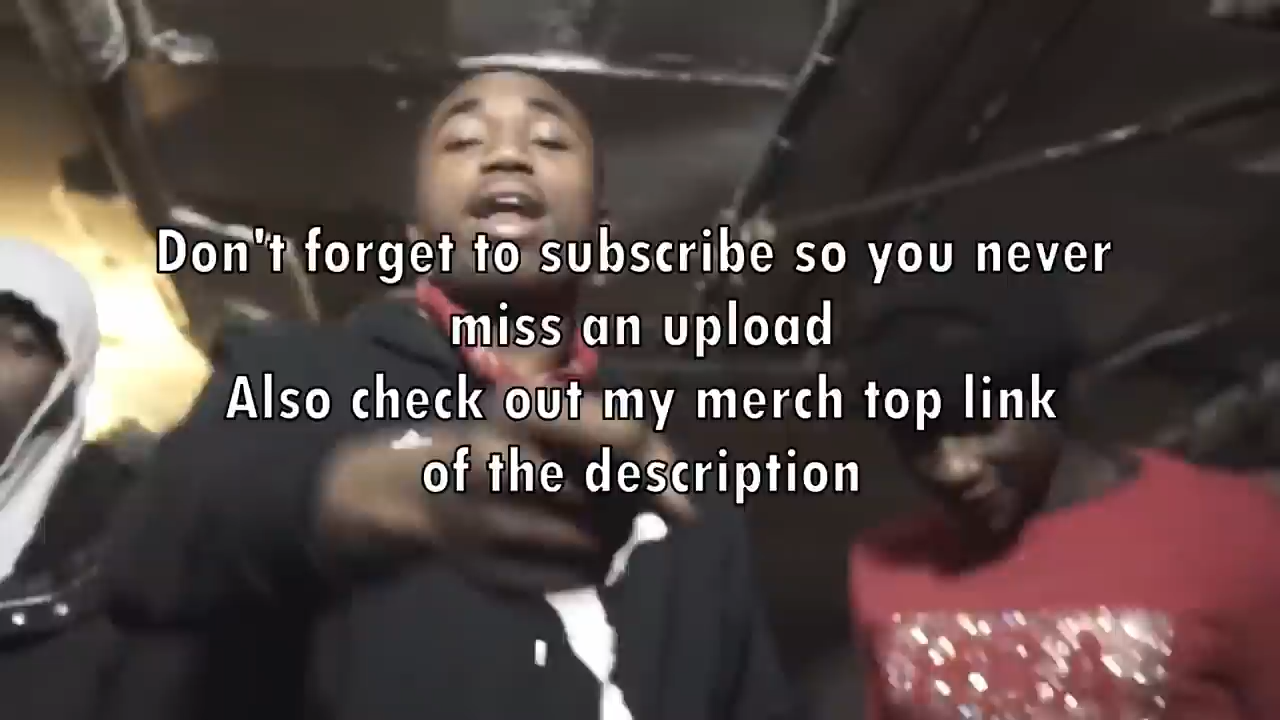 Don't forget to subscribe so you never
miss an upload
Also check out my merch top link
of the description